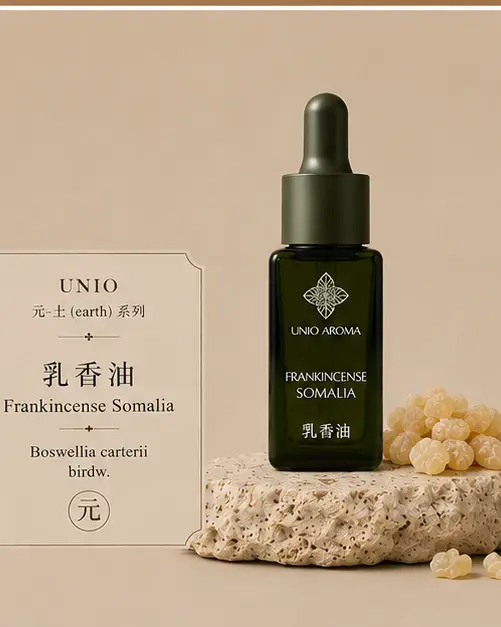 UNIO
元-土 (earth) 系列
乳香油
Frankincense Somalia
Boswellia carterii
birdw.
元
UNIO AROMA
FRANKINCENSE
SOMALIA
乳香油